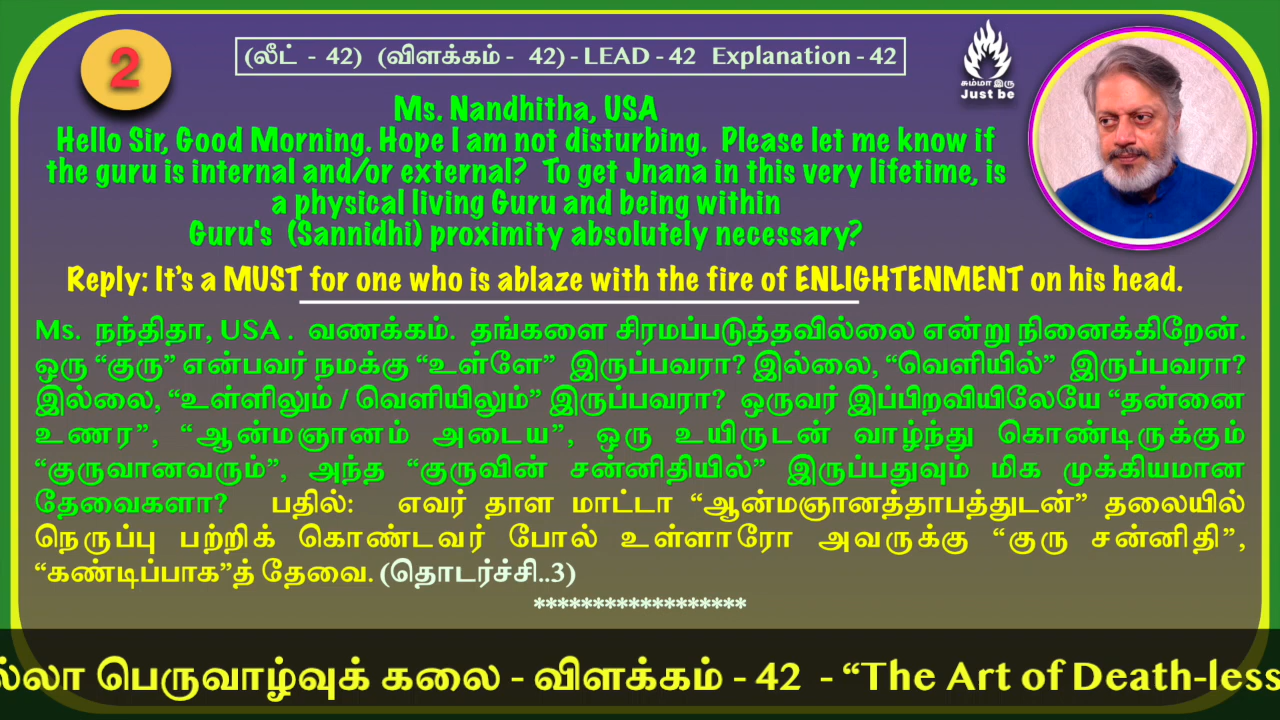 2
(லீட் - 42) (விளக்கம் - 42) - LEAD - 42 Explanation - 42
சும்மா இரு
Just be
Ms. Nandhitha, USA
Hello Sir, Good Morning. Hope I am not disturbing. Please let me know if
the guru is internal and/or external? To get Jnana in this very lifetime, is
a physical living Guru and being within
Guru's (Sannidhi) proximity absolutely necessary?
Reply: It's a MUST for one who is ablaze with the fire of ENLIGHTENMENT on his head.
Ms. நந்திதா, USA . வணக்கம். தங்களை சிரமப்படுத்தவில்லை என்று நினைக்கிறேன்.
ஒரு “குரு” என்பவர் நமக்கு “உள்ளே” இருப்பவரா? இல்லை, “வெளியில்” இருப்பவரா?
இல்லை, “உள்ளிலும் / வெளியிலும்” இருப்பவரா? ஒருவர் இப்பிறவியிலேயே “தன்னை
உணர”, “ஆன்மஞானம் அடைய”, ஒரு உயிருடன் வாழ்ந்து கொண்டிருக்கும்
“குருவானவரும்”, அந்த “குருவின் சன்னிதியில்” இருப்பதுவும் மிக முக்கியமான
தேவைகளா? பதில்: எவர் தாள மாட்டா “ஆன்மஞானத்தாபத்துடன்” தலையில்
நெருப்பு பற்றிக் கொண்டவர் போல் உள்ளாரோ அவருக்கு “குரு சன்னிதி”,
“கண்டிப்பாக”த் தேவை. (தொடர்ச்சி..3)
******************
ல்லா பெருவாழ்வுக் கலை - விளக்கம் - 42 - “The Art of Death-less